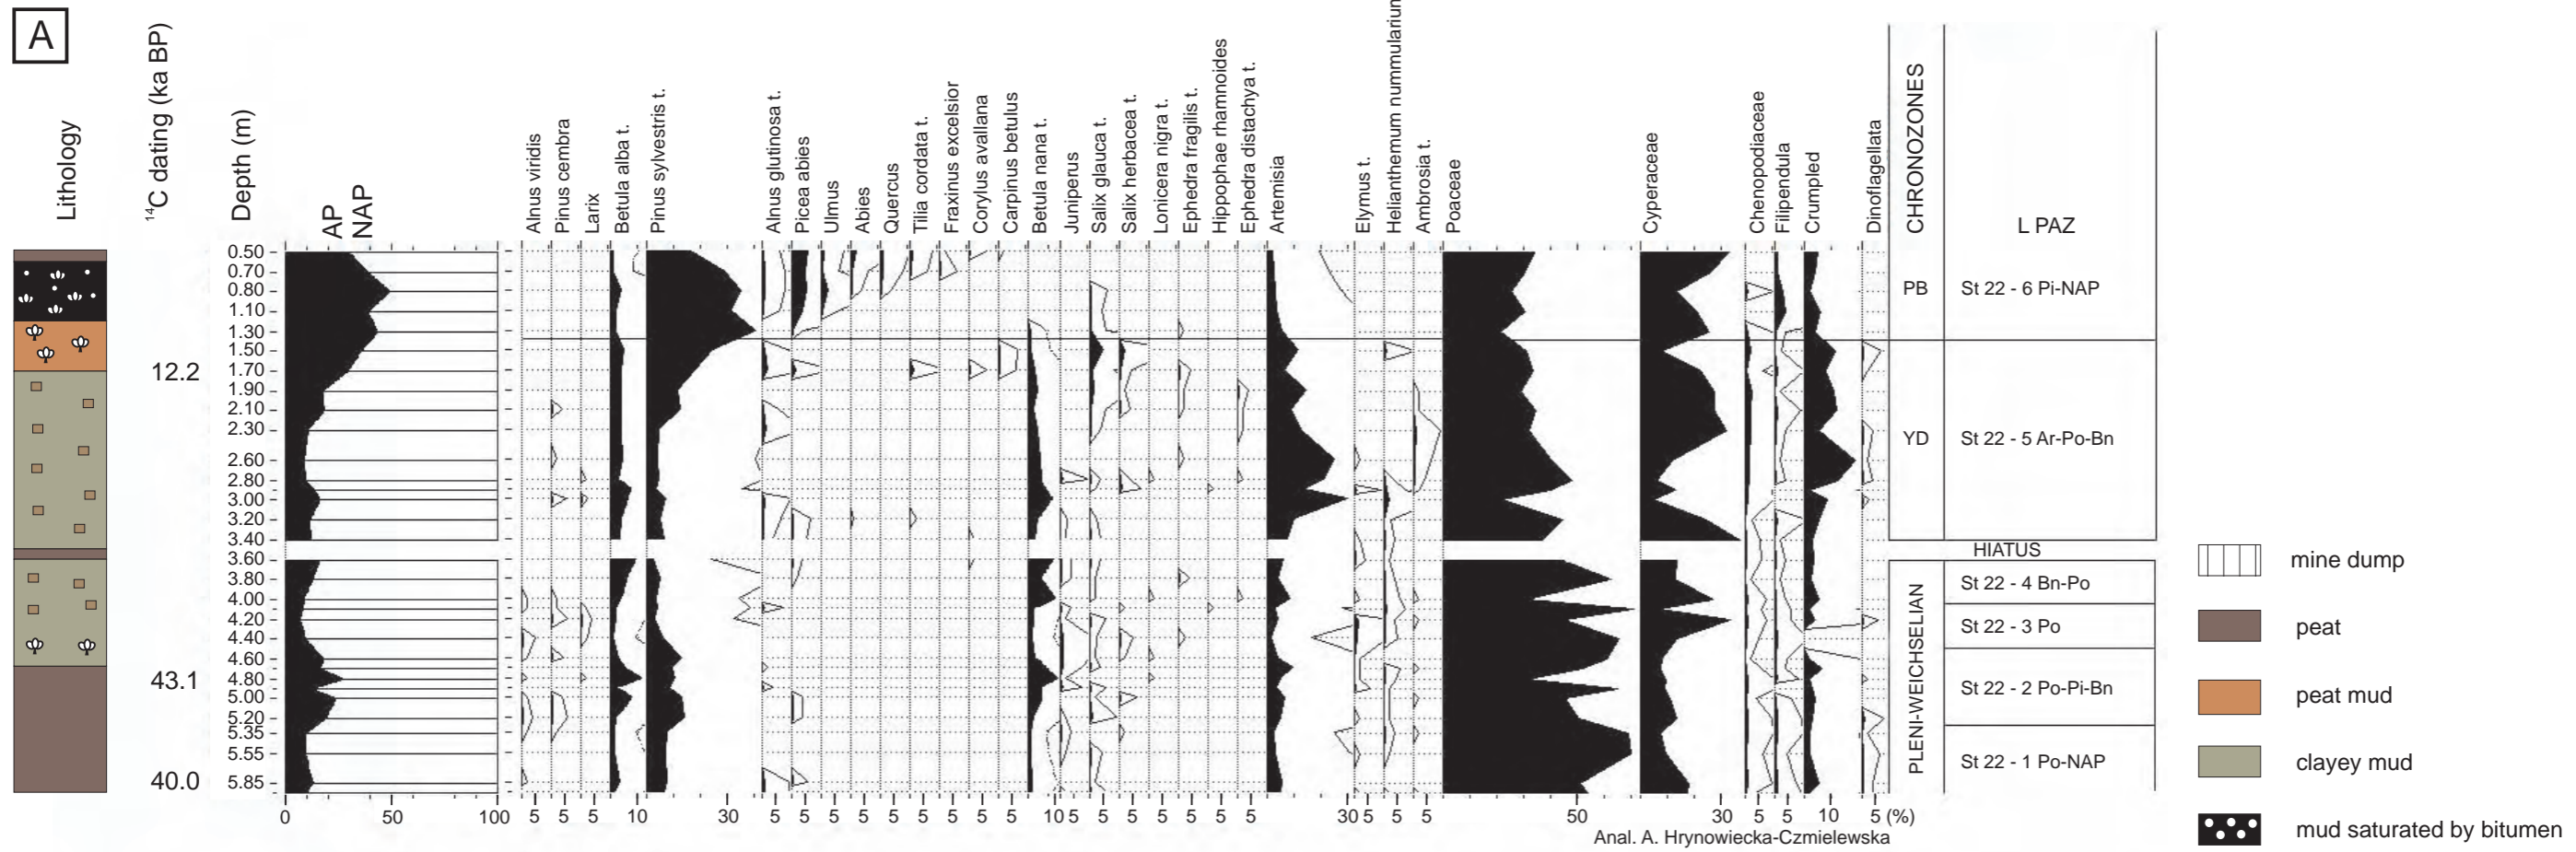 A
Lithology
14C dating (ka BP)
Depth (m)
AP
NAP
Alnus viridis
Pinus cembra
Larix
Betula alba t.
Pinus sylvestris t.
Alnus glutinosa t.
Picea abies
Ulmus
Abies
Quercus
Tilia cordata t.
Fraxinus excelsior
Corylus avallana
Carpinus betulus
Betula nana t.
Juniperus
Salix glauca t.
Salix herbacea t.
Lonicera nigra t.
Ephedra fragilis t.
Hippophae rhamnoides
Ephedra distachya t.
Artemisia
Elymus t.
Helianthemum nummularium
Ambrosia t.
Poaceae
Cyperaceae
Chenopodiaceae
Filipendula
Crumpled
Dinoflagellata
CHRONOZONES
L PAZ
0.50
0.70
0.80
1.10
1.30
1.50
1.70
1.90
2.10
2.30
2.60
2.80
3.00
3.20
3.40
3.60
3.80
4.00
4.20
4.40
4.60
4.80
5.00
5.20
5.35
5.55
5.85
12.2
43.1
40.0
PB
St 22 - 6 Pi-NAP
YD
St 22 - 5 Ar-Po-Bn
HIATUS
PLENI-WEICHSELIAN
St 22 - 4 Bn-Po
St 22 - 3 Po
St 22 - 2 Po-Pi-Bn
St 22 - 1 Po-NAP
0 50 100 5 5 5 10 30 5 5 5 5 5 5 5 5 5 10 5 5 5 5 5 5 5 30 5 5 5 50 30 5 5 10 5 (%)
Anal. A. Hrynowiecka-Czmielewska
mine dump
peat
peat mud
clayey mud
mud saturated by bitumen